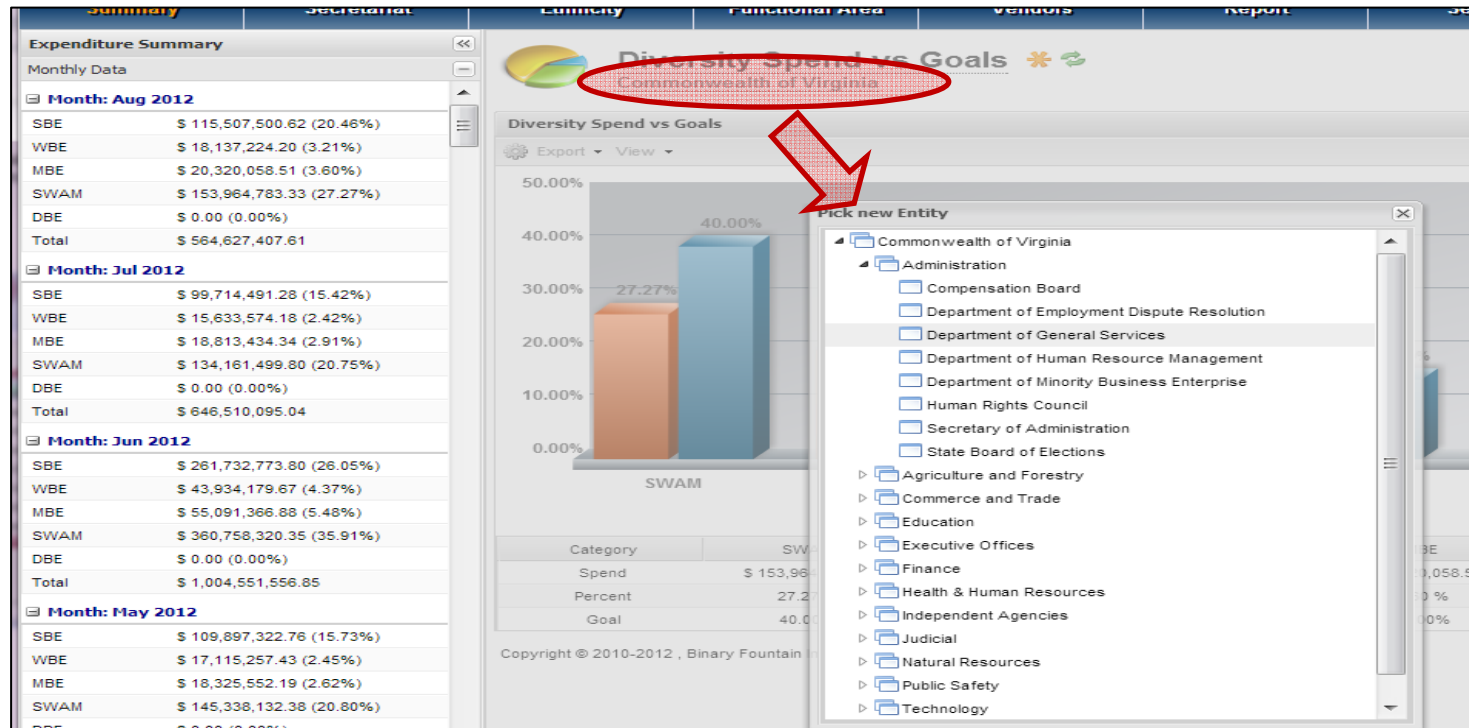 Summary Secretariat Ethnicity Functional Area Vendors Report
Expenditure Summary
Monthly Data
Month: Aug 2012
SBE $ 115,507,500.62 (20.46%)
WBE $ 18,137,224.20 (3.21%)
MBE $ 20,320,058.51 (3.60%)
SWAM $ 153,964,783.33 (27.27%)
DBE $ 0.00 (0.00%)
Total $ 564,627,407.61
Month: Jul 2012
SBE $ 99,714,491.28 (15.42%)
WBE $ 15,633,574.18 (2.42%)
MBE $ 18,813,434.34 (2.91%)
SWAM $ 134,161,499.80 (20.75%)
DBE $ 0.00 (0.00%)
Total $ 646,510,095.04
Month: Jun 2012
SBE $ 261,732,773.80 (26.05%)
WBE $ 43,934,179.67 (4.37%)
MBE $ 55,091,366.88 (5.48%)
SWAM $ 360,758,320.35 (35.91%)
DBE $ 0.00 (0.00%)
Total $ 1,004,551,556.85
Month: May 2012
SBE $ 109,897,322.76 (15.73%)
WBE $ 17,115,257.43 (2.45%)
MBE $ 18,325,552.19 (2.62%)
SWAM $ 145,338,132.38 (20.80%)
Diversity Spend vs Goals
Commonwealth of Virginia
Diversity Spend vs Goals
Export View
50.00%
40.00%
30.00%
20.00%
10.00%
0.00%
40.00%
27.27%
SWAM
Category
Spend $ 153,96
Percent 27.2
Goal 40.0
Copyright © 2010-2012 , Binary Fountain
Pick new Entity
Commonwealth of Virginia
Administration
Compensation Board
Department of Employment Dispute Resolution
Department of General Services
Department of Human Resource Management
Department of Minority Business Enterprise
Human Rights Council
Secretary of Administration
State Board of Elections
Agriculture and Forestry
Commerce and Trade
Education
Executive Offices
Finance
Health & Human Resources
Independent Agencies
Judicial
Natural Resources
Public Safety
Technology